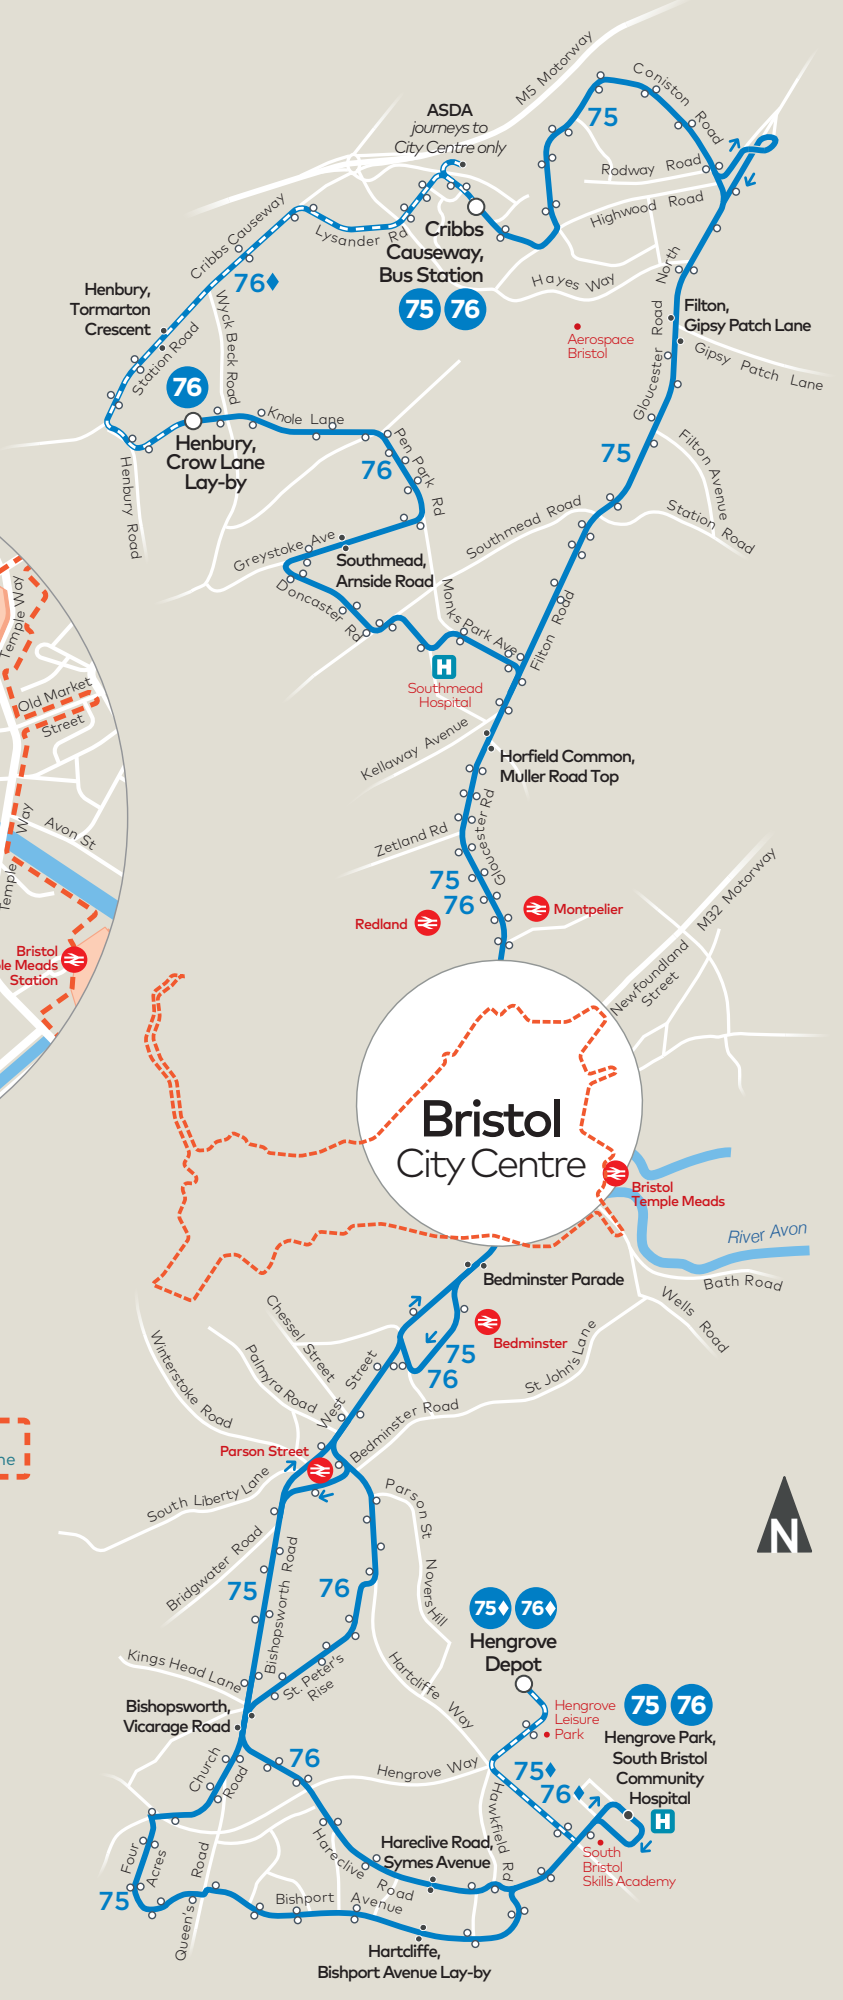 M5 Motorway
Coniston Road
ASDA
journeys to
City Centre only
75
Rodway Road
Highwood Road
Cribbs Causeway
Lysander Rd
Cribbs
Causeway,
Bus Station
75 76
Hayes Way
North
76♦
Henbury,
Tormarton
Crescent
Station Road
Wyck Beck Road
Filton,
Gipsy Patch Lane
Gipsy Patch Lane
Aerospace
Bristol
Gloucester Road
76
Henbury,
Crow Lane
Lay-by
Knole Lane
Pen Park Rd
76
75
Filton Avenue
Henbury Road
Southmead Road
Station Road
Greystoke Ave
Southmead,
Arnside Road
Doncaster Rd
Monks Park Ave
Filton Road
H
Southmead
Hospital
Temple Way
Old Market
Street
Kellaway Avenue
Horfield Common,
Muller Road Top
Way
Avon St
Temple
Zetland Rd
Gloucester Rd
75
76
Redland
Montpelier
M32 Motorway
Newfoundland
Street
Bristol
le Meads
Station
Bristol
City Centre
Bristol
Temple Meads
River Avon
Bath Road
Wells Road
Bedminster Parade
Bedminster
75
76
St John's Lane
Chessel Street
Palmyra Road
Winterstoke Road
West Street
Bedminster Road
Parson Street
ne
South Liberty Lane
Parson St
Novers Hill
Bridgwater Road
Bishopsworth Road
75
76
N
75♦ 76♦
Hengrove
Depot
Kings Head Lane
St. Peter's
Rise
Hartcliffe Way
Hengrove
Leisure
Park
75 76
Hengrove Park,
South Bristol
Community
Hospital
H
Bishopsworth,
Vicarage Road
Church
Road
76
Hengrove Way
75♦
76♦
Hawkfield Rd
South
Bristol
Skills Academy
Four
Acres
Hareclive Road
Hareclive Road,
Symes Avenue
75
Queen's Road
Bishport Avenue
Hartcliffe,
Bishport Avenue Lay-by